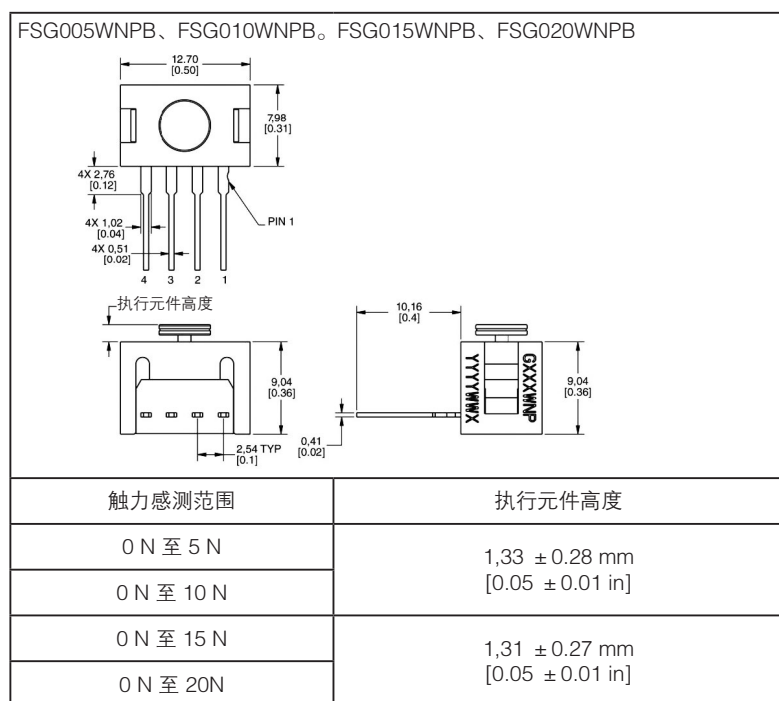 FSG005WNPB、FSG010WNPB。FSG015WNPB、FSG020WNPB
12.70
[0.50]
7,98
[0.31]
4X 2,76
[0.12]
4X 1,02
[0.04]
4X 0,51
[0.02]
PIN 1
4 3 2 1
执行元件高度
9,04
[0.36]
2,54 TYP
[0.1]
10,16
[0.4]
0,41
[0.02]
YYYYWWX
GXXXWNP
9,04
[0.36]
触力感测范围
执行元件高度
0 N 至 5 N
1,33 ±0.28 mm
[0.05 ±0.01 in]
0 N 至 10 N
0 N 至 15 N
1,31 ±0.27 mm
[0.05 ±0.01 in]
0 N 至 20N